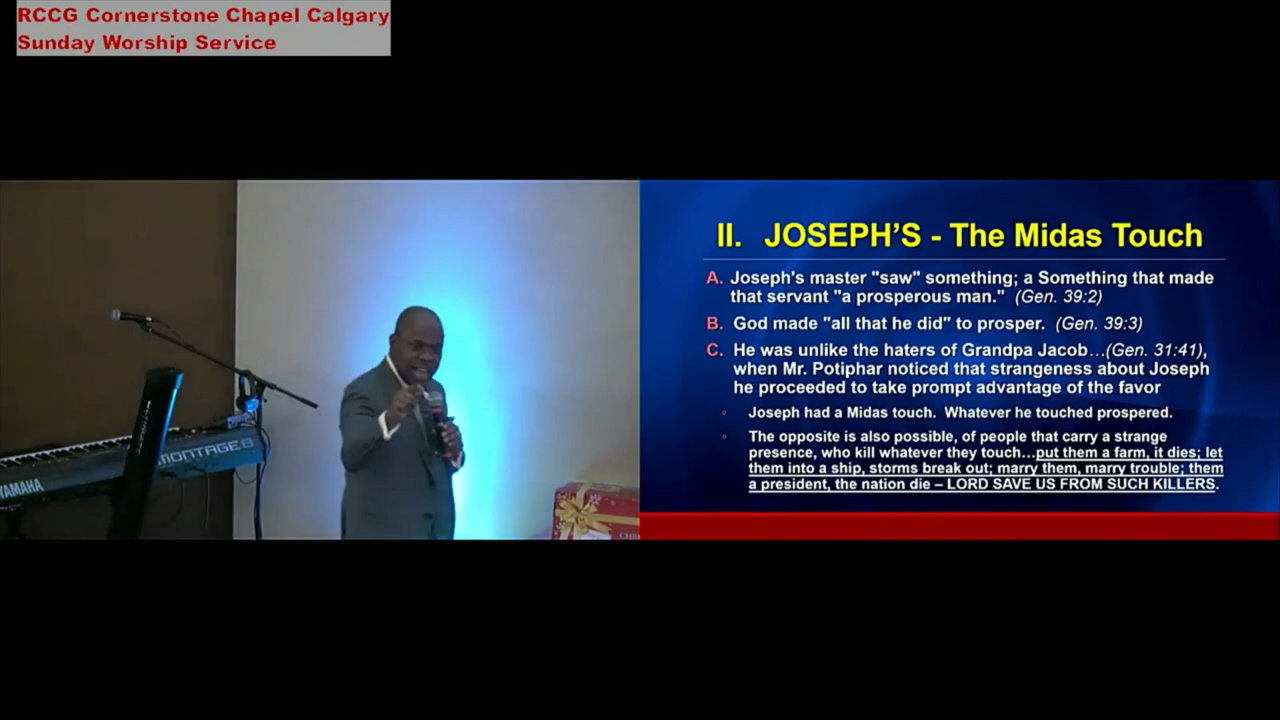 RCCG Cornerstone Chapel Calgary
Sunday Worship Service
YAMAHA
MONTAGE8
II. JOSEPH'S - The Midas Touch
A. Joseph's master "saw" something; a Something that made
that servant "a prosperous man." (Gen. 39:2)
B. God made "all that he did" to prosper. (Gen. 39:3)
C. He was unlike the haters of Grandpa Jacob…(Gen. 31:41),
when Mr. Potiphar noticed that strangeness about Joseph
he proceeded to take prompt advantage of the favor
◦ Joseph had a Midas touch. Whatever he touched prospered.
◦ The opposite is also possible, of people that carry a strange
presence, who kill whatever they touch…put them a farm, it dies; let
them into a ship, storms break out; marry them, marry trouble; them
a president, the nation die – LORD SAVE US FROM SUCH KILLERS.